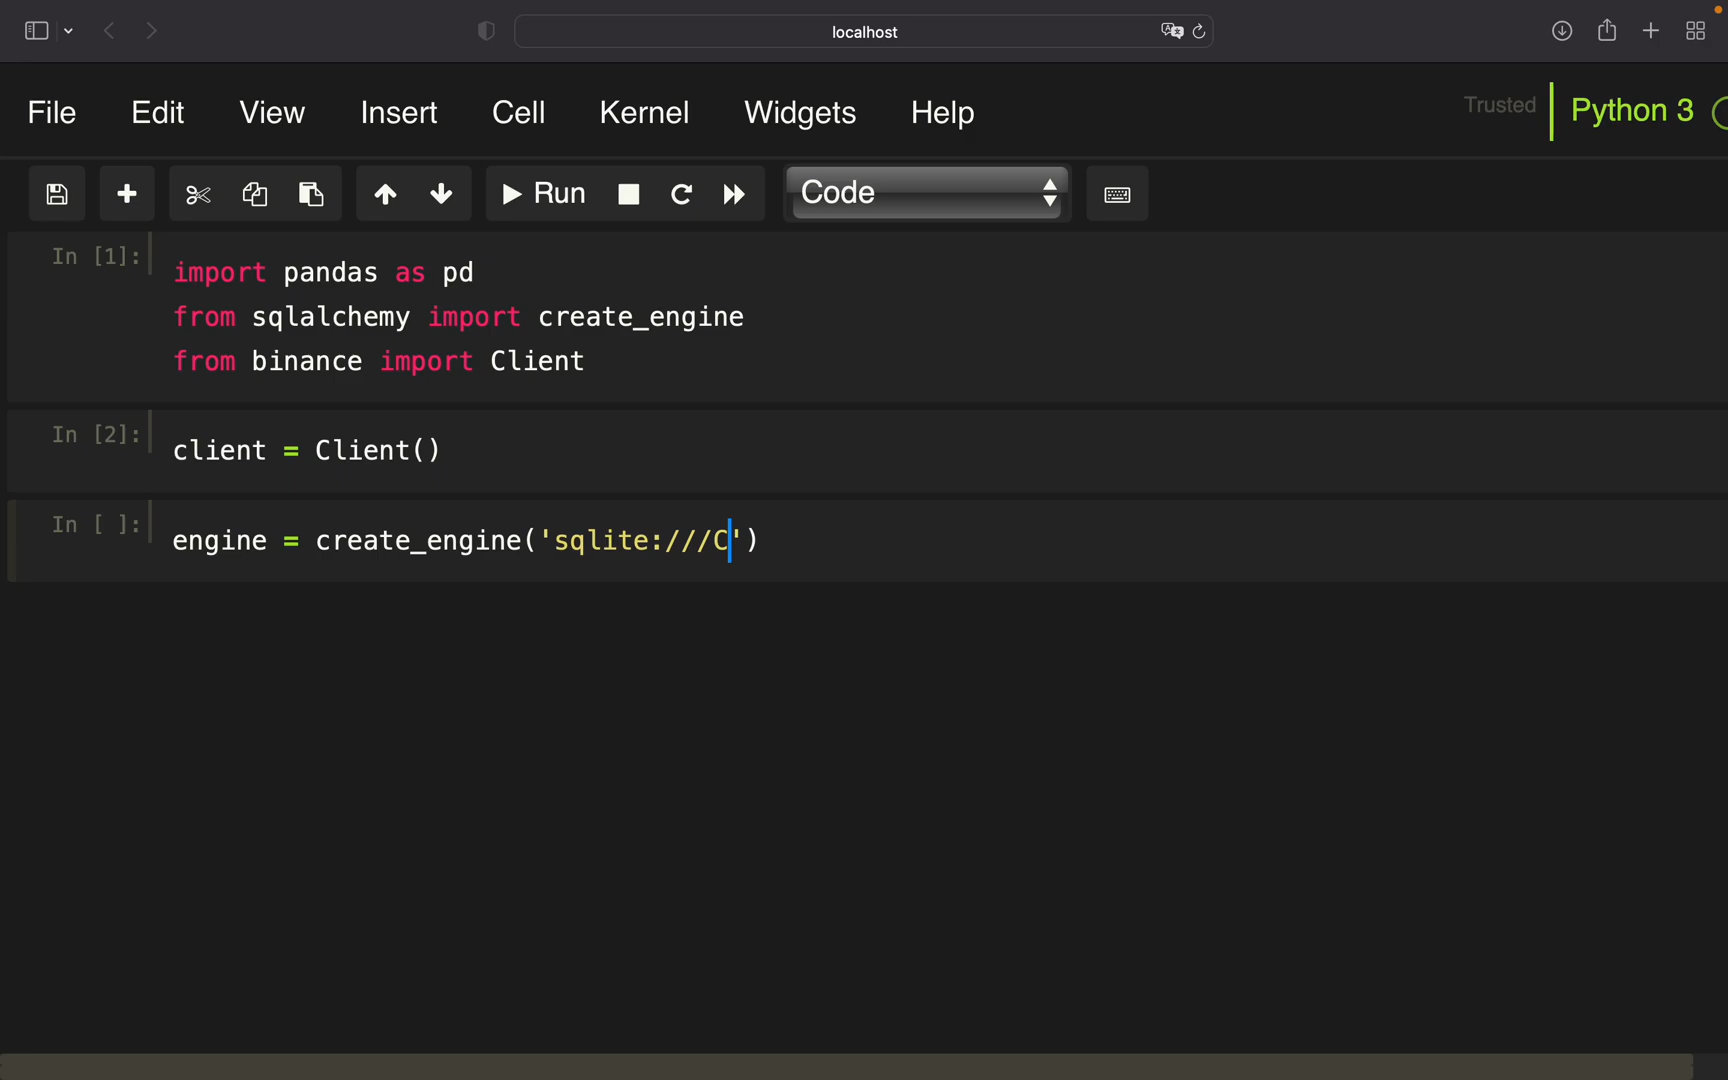 localhost
File Edit View Insert Cell Kernel Widgets Help Trusted Python 3
Run Code
In [1]: import pandas as pd
from sqlalchemy import create_engine
from binance import Client
In [2]: client = Client()
In [ ]: engine = create_engine('sqlite:///C')